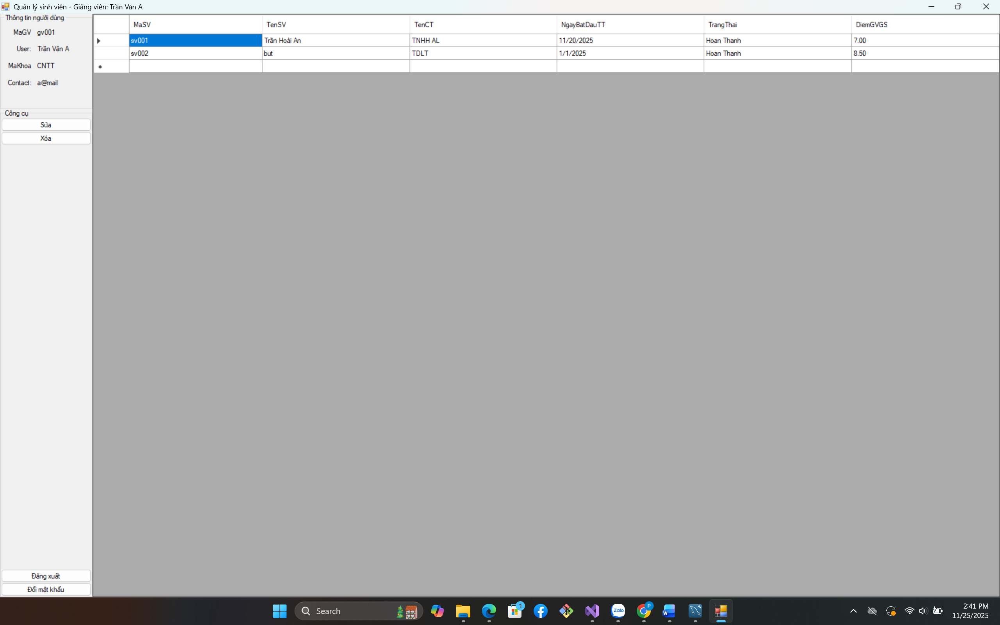 Quản lý sinh viên - Giảng viên: Trần Văn A
Thông tin người dùng
MaGV gv001
User: Trần Văn A
MaKhoa CNTT
Contact: a@mail
Công cụ
Sửa
Xóa
Đăng xuất
Đổi mật khẩu
MaSV TenSV TenCT NgayBatDauTT TrangThai DiemGVGS
sv001 Trần Hoài An TNHH AL 11/20/2025 Hoan Thanh 7.00
sv002 but TDLT 1/1/2025 Hoan Thanh 8.50
Search
1
Zalo
P
W
2:41 PM
11/25/2025